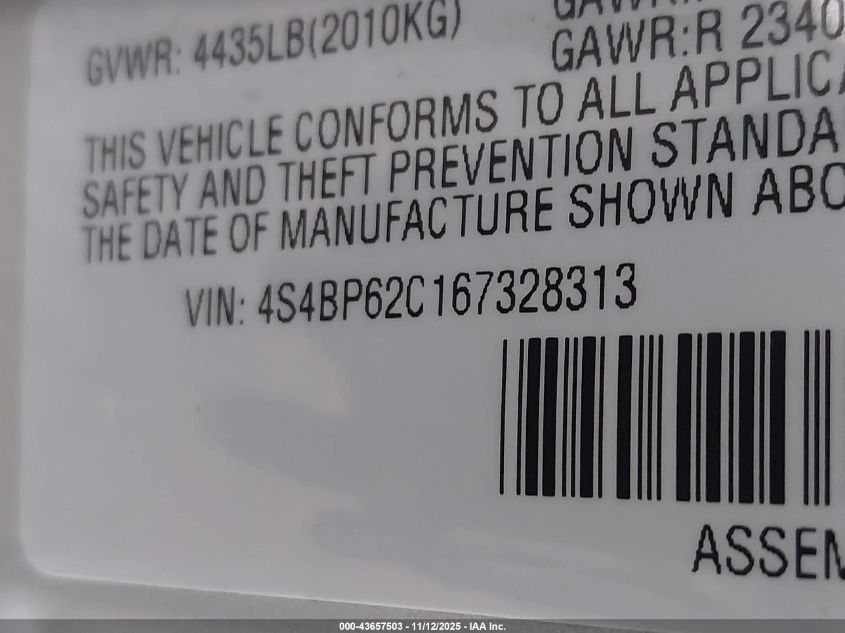 GVWR: 4435LB(2010KG)
GAWR:R 2340
THIS VEHICLE CONFORMS TO ALL APPLICA
SAFETY AND THEFT PREVENTION STANDA
THE DATE OF MANUFACTURE SHOWN ABO
VIN: 4S4BP62C167328313
ASSEM
000-43657503 - 11/12/2025 - IAA Inc.